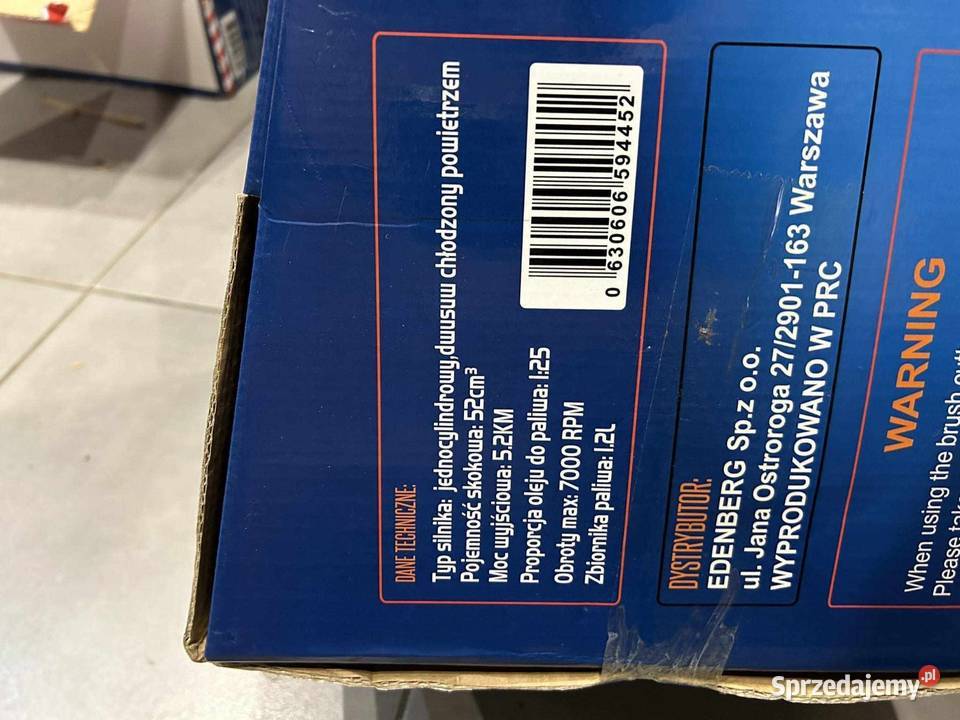 DANE TECHNICZNE:
Typ silnika: jednocylindrowy,dwusuw chłodzony powietrzem
Pojemność skokowa: 52cm³
Moc wyjściowa: 5.2KM
Proporcja oleju do paliwa: 1:25
Obroty max: 7000 RPM
Zbiornika paliwa: 1.2L
0 630606 594452
DYSTRYBUTOR:
EDENBERG Sp.z o.o.
ul. Jana Ostroroga 27/2901-163 Warszawa
WYPRODUKOWANO W PRC
WARNING
When using the brush
Please
Sprzedajemy.pl